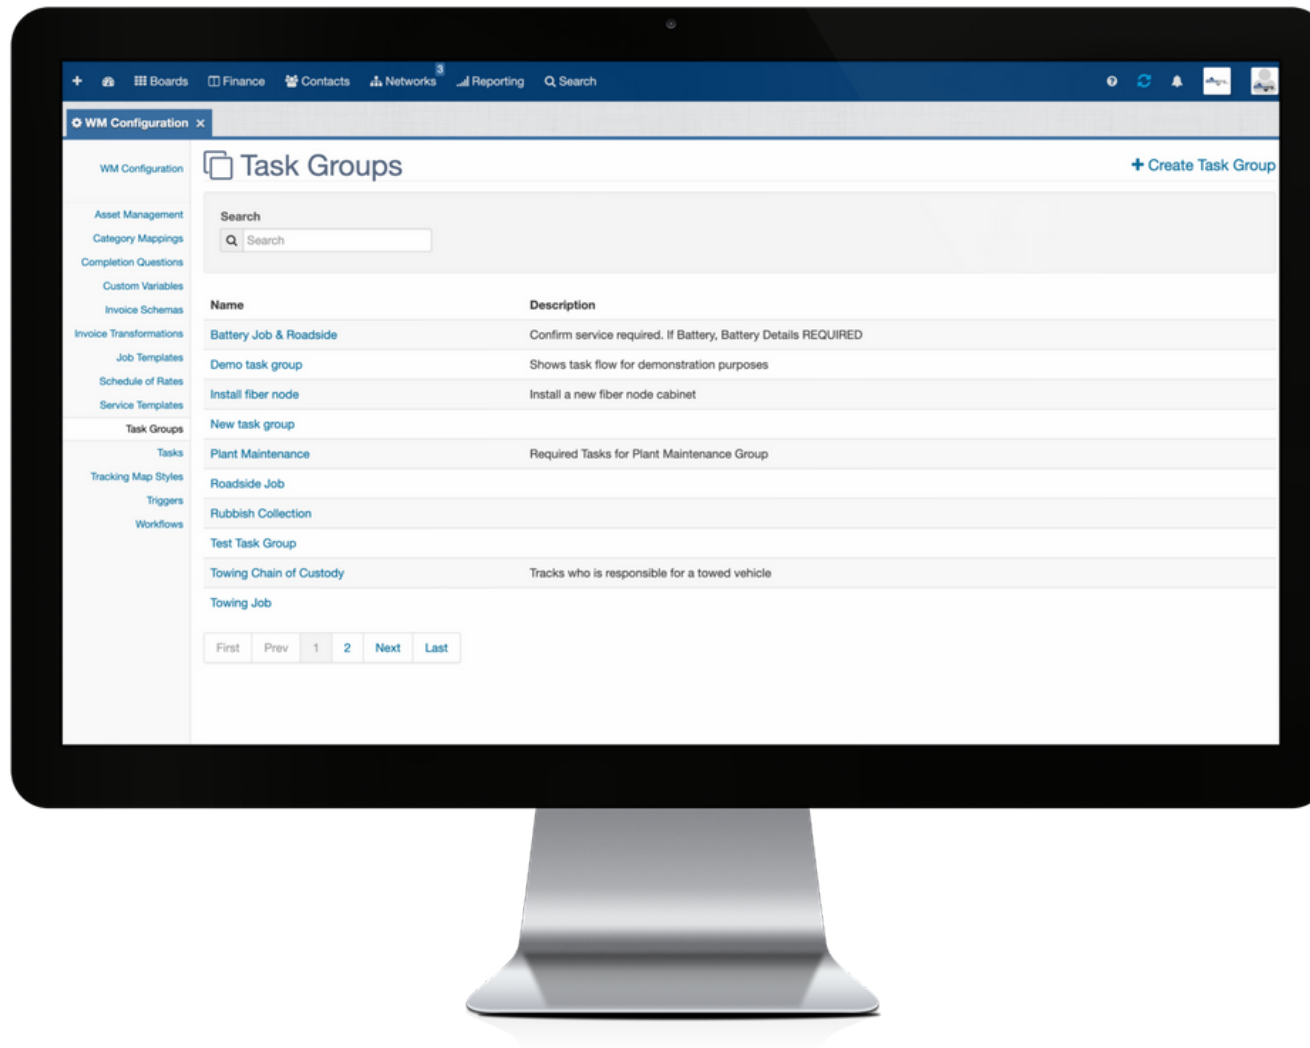 + Boards Finance Contacts Networks 3 Reporting Search
WM Configuration ×
WM Configuration
Asset Management
Category Mappings
Completion Questions
Custom Variables
Invoice Schemas
Invoice Transformations
Job Templates
Schedule of Rates
Service Templates
Task Groups
Tasks
Tracking Map Styles
Triggers
Workflows
Task Groups
+ Create Task Group
Search
Search
Name Description
Battery Job & Roadside Confirm service required. If Battery, Battery Details REQUIRED
Demo task group Shows task flow for demonstration purposes
Install fiber node Install a new fiber node cabinet
New task group
Plant Maintenance Required Tasks for Plant Maintenance Group
Roadside Job
Rubbish Collection
Test Task Group
Towing Chain of Custody Tracks who is responsible for a towed vehicle
Towing Job
First Prev 1 2 Next Last